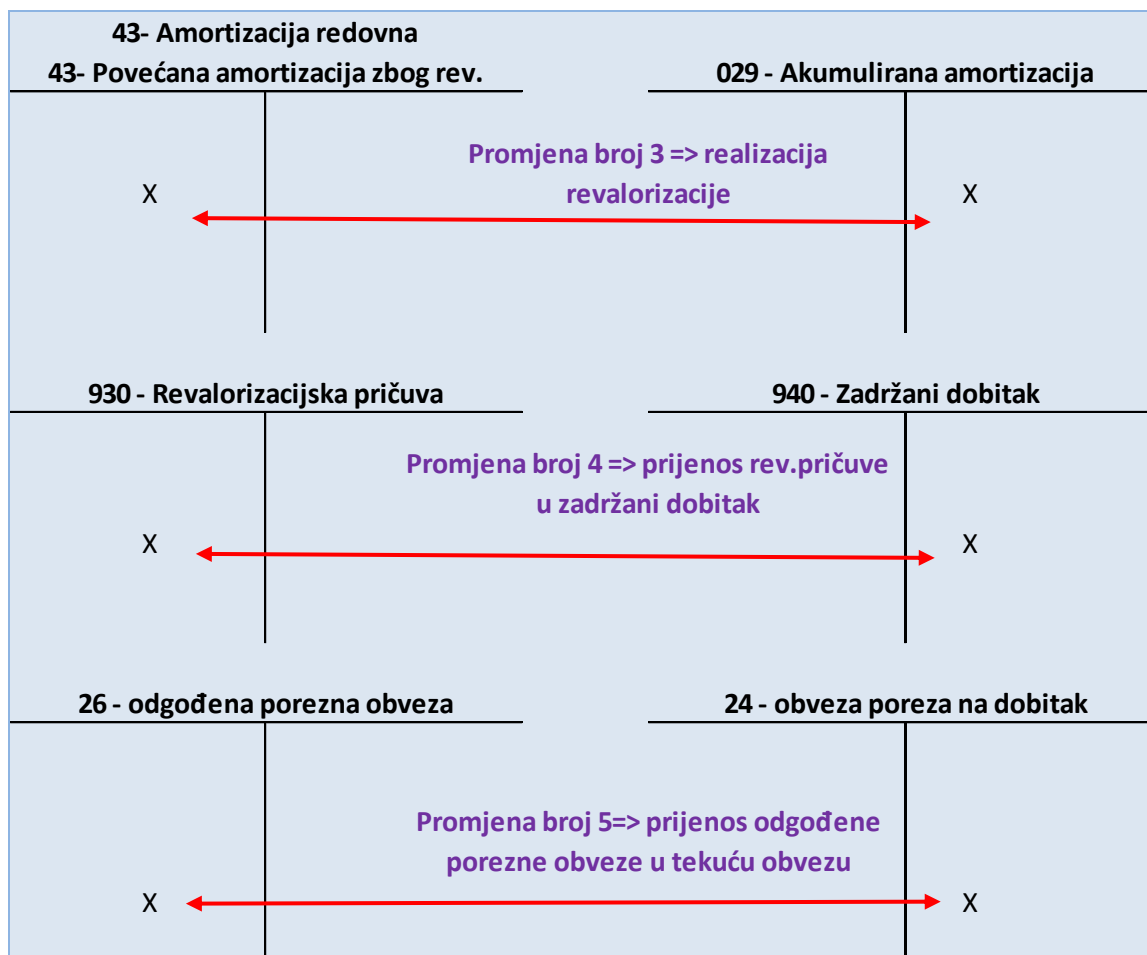 43- Amortizacija redovna
43- Povećana amortizacija zbog rev.
029 - Akumulirana amortizacija
Promjena broj 3 => realizacija
revalorizacije
X
X
930 - Revalorizacijska pričuva
940 - Zadržani dobitak
Promjena broj 4 => prijenos rev.pričuve
u zadržani dobitak
X
X
26 - odgođena porezna obveza
24 - obveza poreza na dobitak
Promjena broj 5=> prijenos odgođene
porezne obveze u tekuću obvezu
X
X